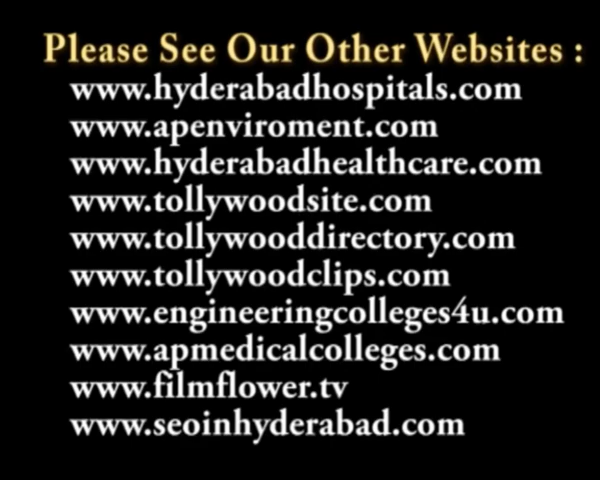 Please See Our Other Websites :
www.hyderabadhospitals.com
www.apenviroment.com
www.hyderabadhealthcare.com
www.tollywoodsite.com
www.tollywooddirectory.com
www.tollywoodclips.com
www.engineeringcolleges4u.com
www.apmedicalcolleges.com
www.filmflower.tv
www.seoinhyderabad.com